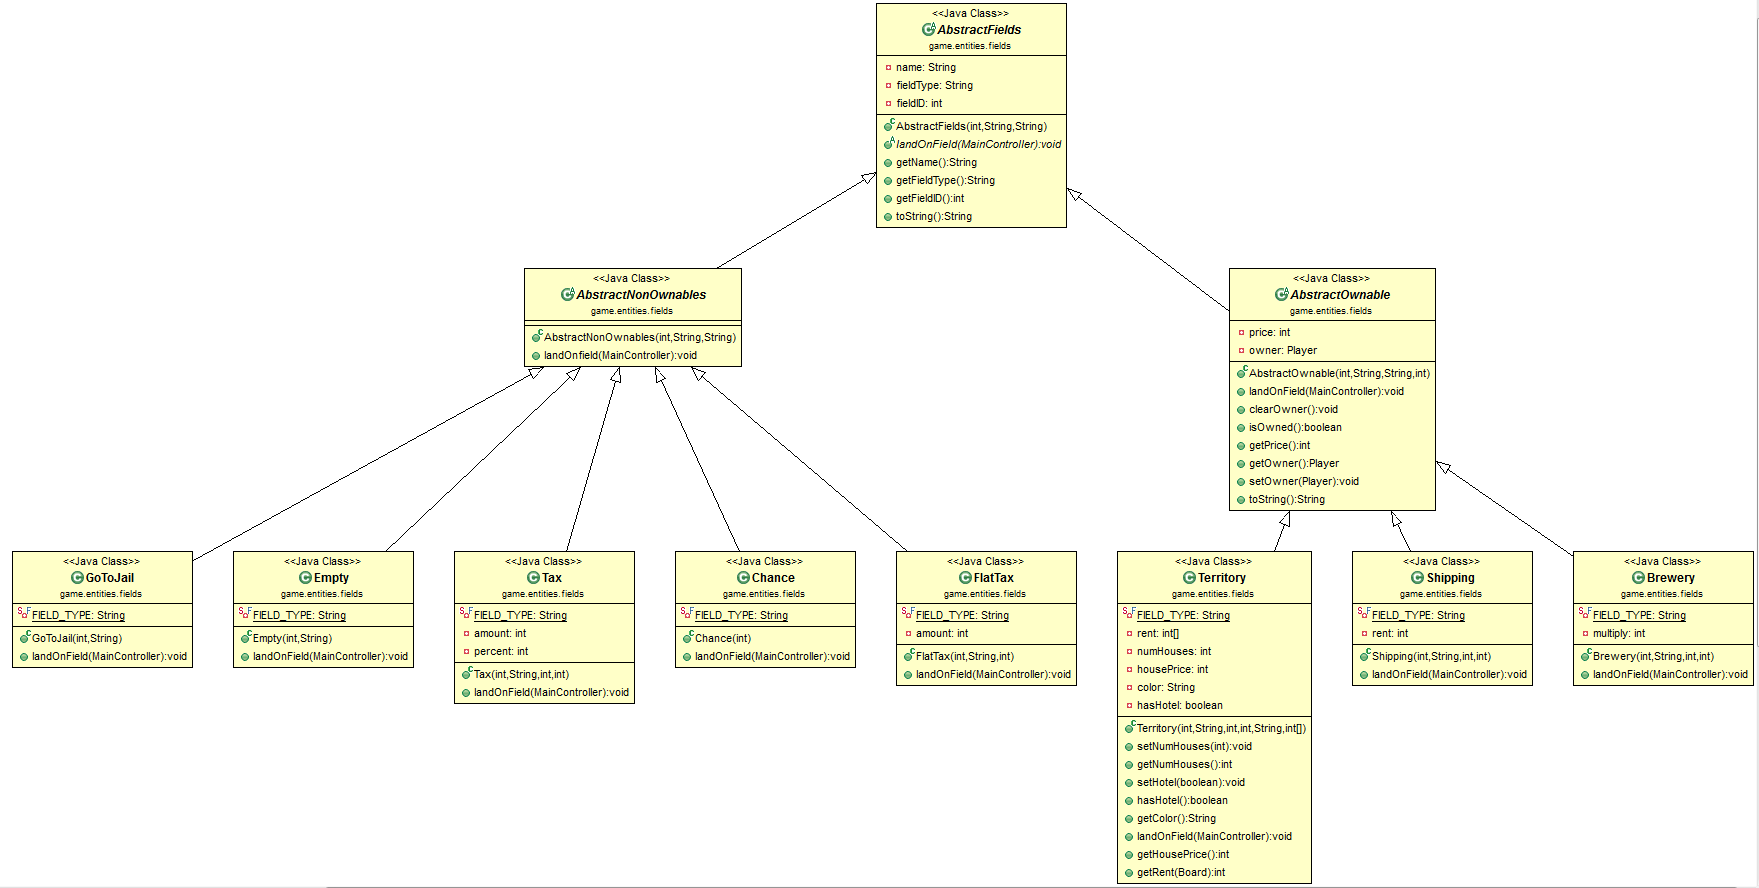 <<Java Class>>
AbstractFields
game.entities.fields
name: String
fieldType: String
fieldID: int
AbstractFields(int,String,String)
landOnField(MainController):void
getName():String
getFieldType():String
getFieldID():int
toString():String
<<Java Class>>
AbstractNonOwnables
game.entities.fields
AbstractNonOwnables(int,String,String)
landOnfield(MainController):void
<<Java Class>>
AbstractOwnable
game.entities.fields
price: int
owner: Player
AbstractOwnable(int,String,String,int)
landOnField(MainController):void
clearOwner():void
isOwned():boolean
getPrice():int
getOwner():Player
setOwner(Player):void
toString():String
<<Java Class>>
GoToJail
game.entities.fields
FIELD_TYPE: String
GoToJail(int,String)
landOnField(MainController):void
<<Java Class>>
Empty
game.entities.fields
FIELD_TYPE: String
Empty(int,String)
landOnField(MainController):void
<<Java Class>>
Tax
game.entities.fields
FIELD_TYPE: String
amount: int
percent: int
Tax(int,String,int,int)
landOnField(MainController):void
<<Java Class>>
Chance
game.entities.fields
FIELD_TYPE: String
Chance(int)
landOnField(MainController):void
<<Java Class>>
FlatTax
game.entities.fields
FIELD_TYPE: String
amount: int
FlatTax(int,String,int)
landOnField(MainController):void
<<Java Class>>
Territory
game.entities.fields
FIELD_TYPE: String
rent: int[]
numHouses: int
housePrice: int
color: String
hasHotel: boolean
Territory(int,String,int,int,String,int[])
setNumHouses(int):void
getNumHouses():int
setHotel(boolean):void
hasHotel():boolean
getColor():String
landOnField(MainController):void
getHousePrice():int
getRent(Board):int
<<Java Class>>
Shipping
game.entities.fields
FIELD_TYPE: String
rent: int
Shipping(int,String,int,int)
landOnField(MainController):void
<<Java Class>>
Brewery
game.entities.fields
FIELD_TYPE: String
multiply: int
Brewery(int,String,int,int)
landOnField(MainController):void